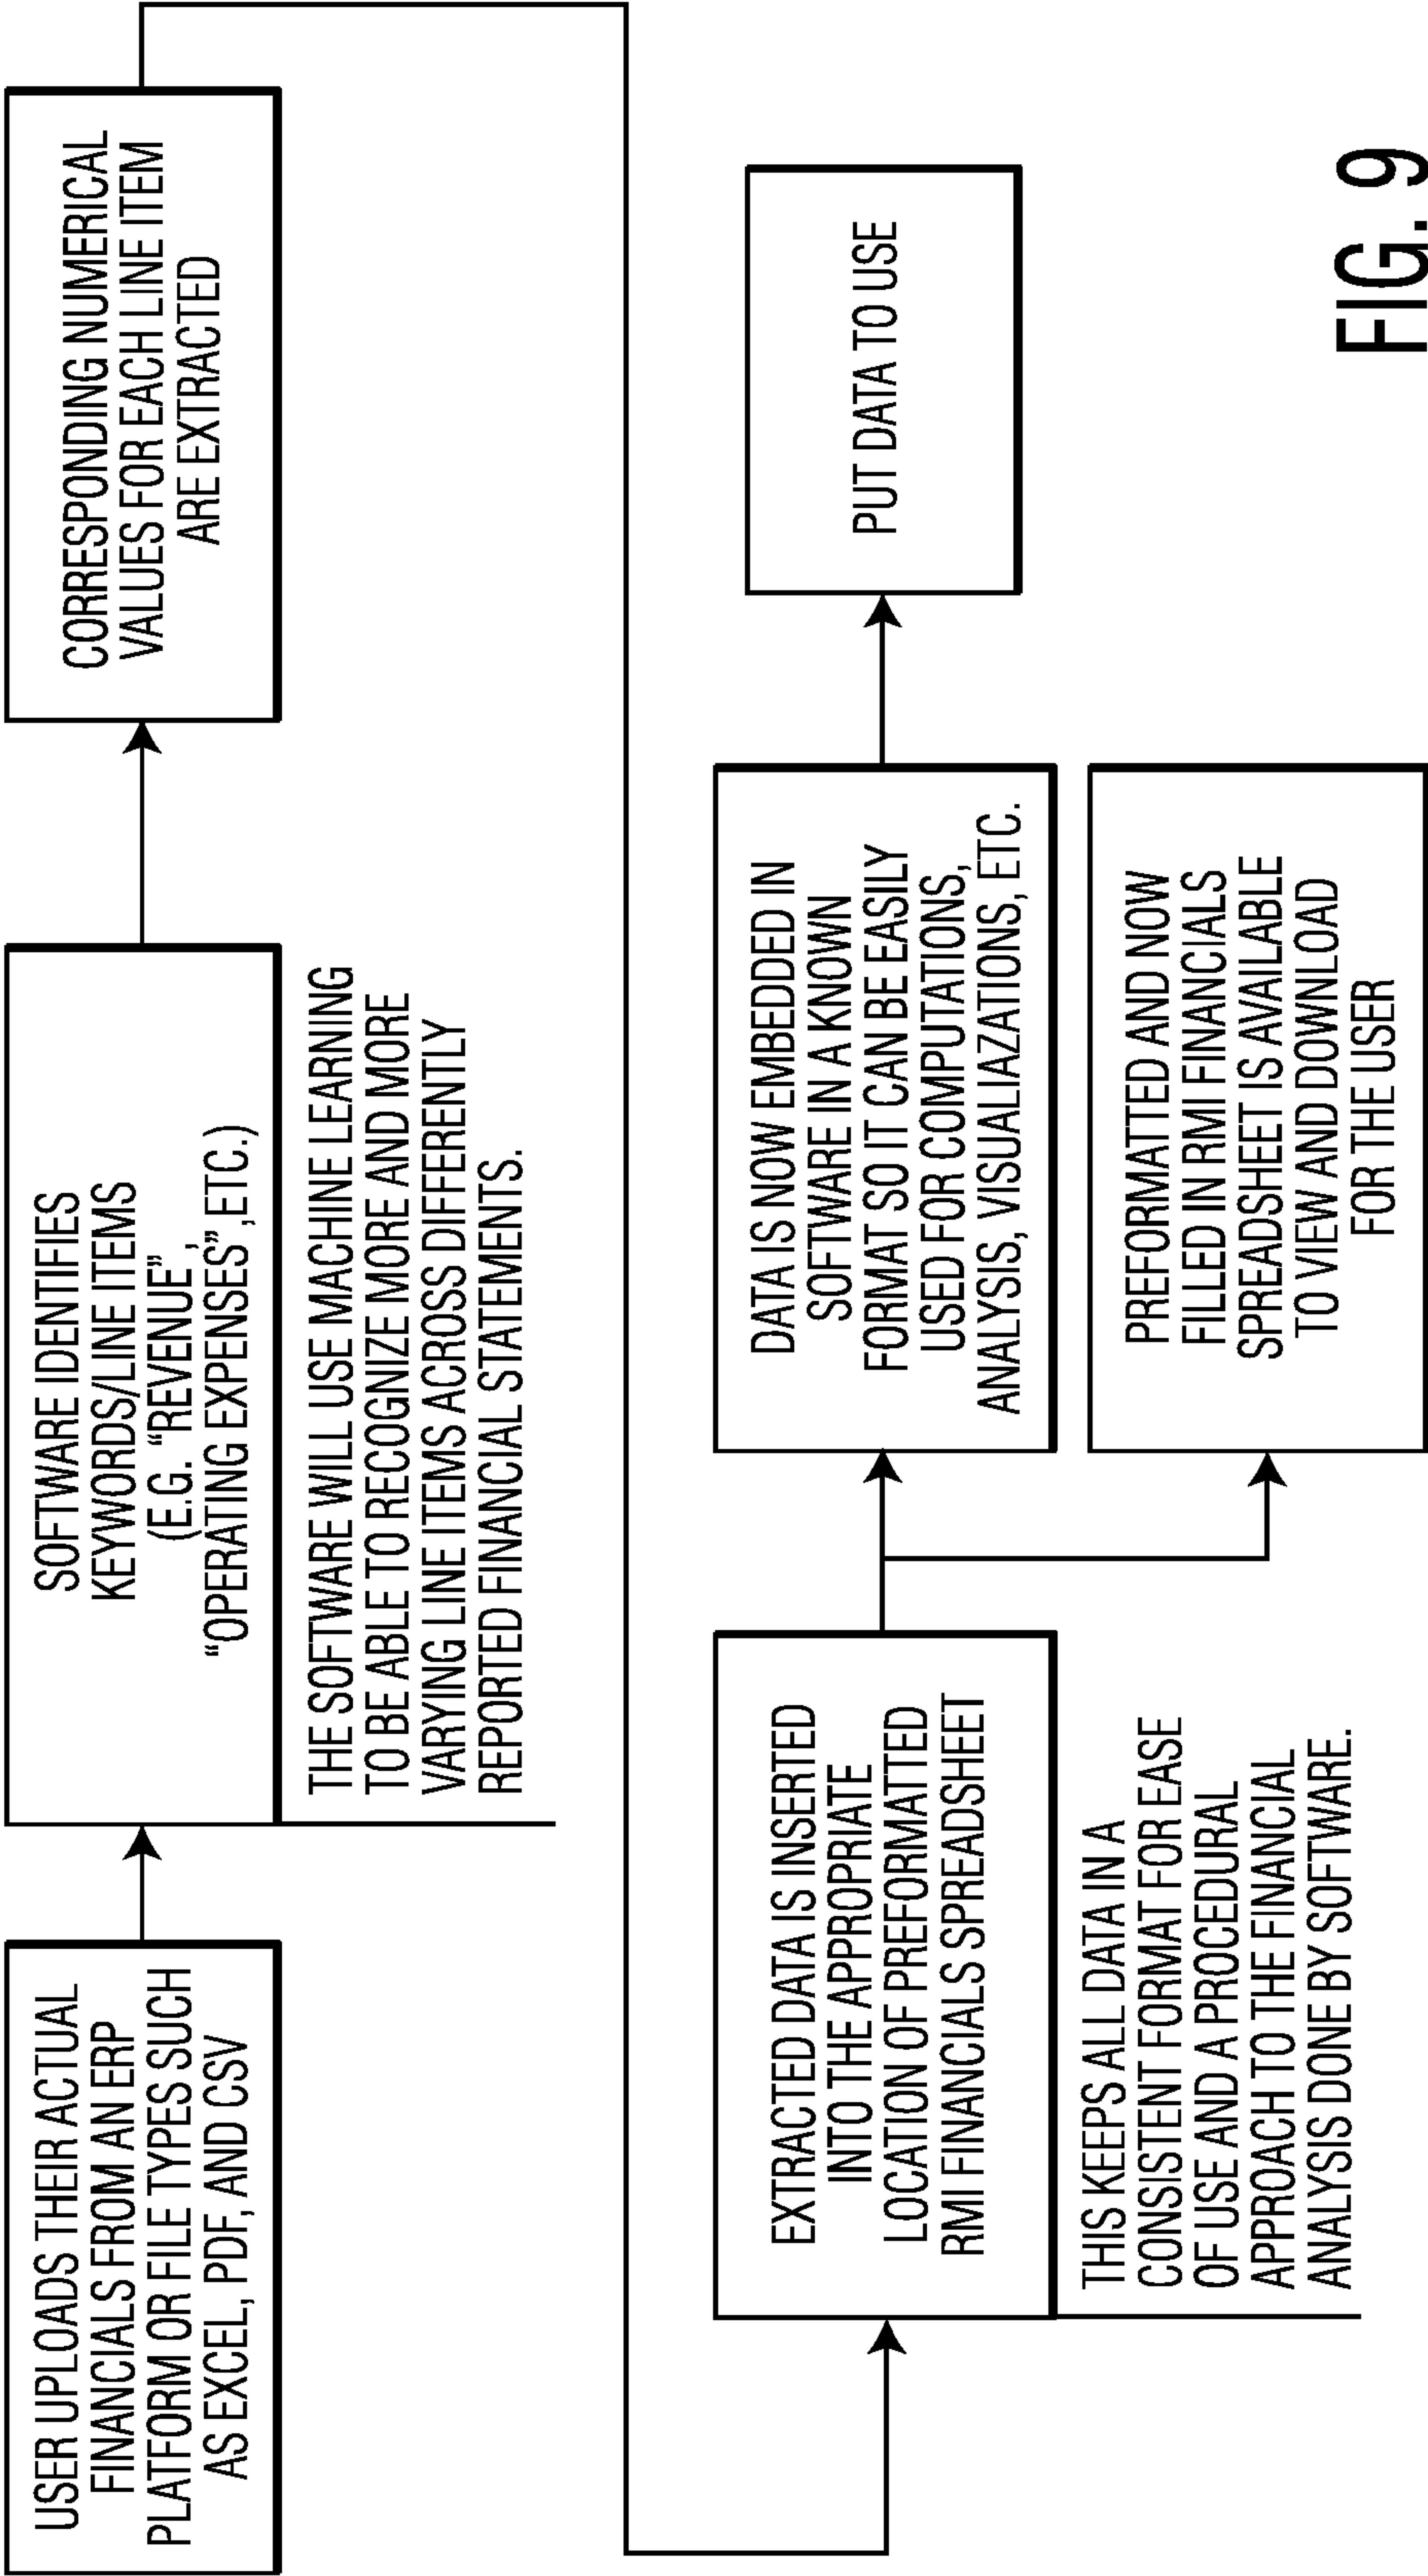 USER UPLOADS THEIR ACTUAL
FINANCIALS FROM AN ERP
PLATFORM OR FILE TYPES SUCH
AS EXCEL, PDF, AND CSV
SOFTWARE IDENTIFIES
KEYWORDS/LINE ITEMS
(E.G. “REVENUE”,
“OPERATING EXPENSES”,ETC.)
THE SOFTWARE WILL USE MACHINE LEARNING
TO BE ABLE TO RECOGNIZE MORE AND MORE
VARYING LINE ITEMS ACROSS DIFFERENTLY
REPORTED FINANCIAL STATEMENTS.
CORRESPONDING NUMERICAL
VALUES FOR EACH LINE ITEM
ARE EXTRACTED
EXTRACTED DATA IS INSERTED
INTO THE APPROPRIATE
LOCATION OF PREFORMATTED
RMI FINANCIALS SPREADSHEET
THIS KEEPS ALL DATA IN A
CONSISTENT FORMAT FOR EASE
OF USE AND A PROCEDURAL
APPROACH TO THE FINANCIAL
ANALYSIS DONE BY SOFTWARE.
DATA IS NOW EMBEDDED IN
SOFTWARE IN A KNOWN
FORMAT SO IT CAN BE EASILY
USED FOR COMPUTATIONS,
ANALYSIS, VISUALIAZATIONS, ETC.
PREFORMATTED AND NOW
FILLED IN RMI FINANCIALS
SPREADSHEET IS AVAILABLE
TO VIEW AND DOWNLOAD
FOR THE USER
PUT DATA TO USE
FIG. 9